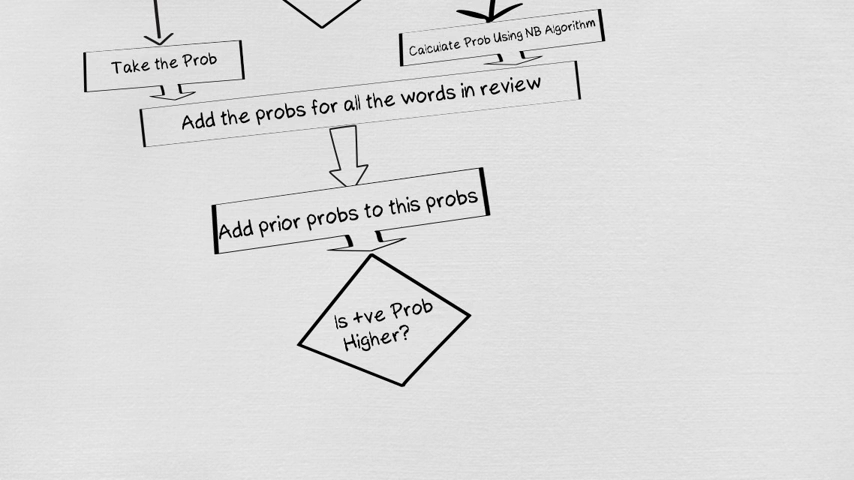 Take the Prob
Calculate Prob Using NB Algorithm
Add the probs for all the words in review
Add prior probs to this probs
Is +ve Prob
Higher?